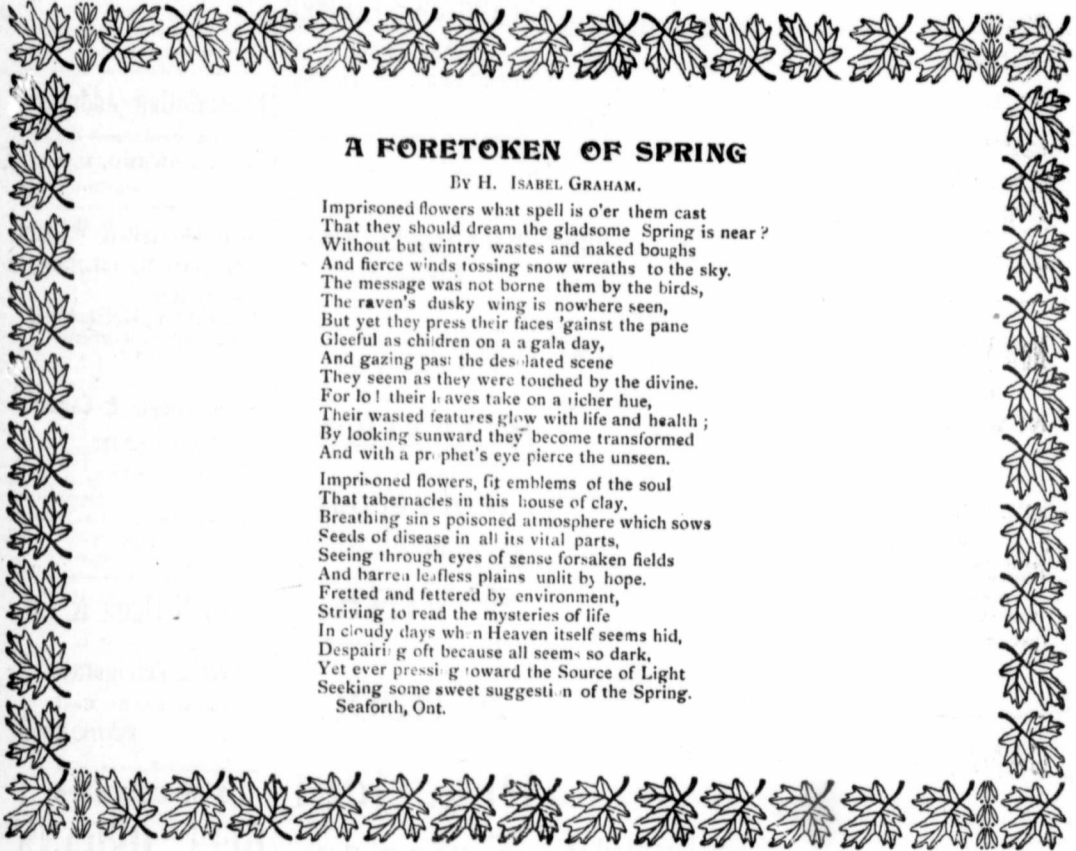 A FORETOKEN OF SPRING
BY H. ISABEL GRAHAM.
Imprisoned flowers what spell is o'er them cast
That they should dream the gladsome Spring is near ?
Without but wintry wastes and naked boughs
And fierce winds tossing snow wreaths to the sky.
The message was not borne them by the birds,
The raven's dusky wing is nowhere seen,
But yet they press their faces 'gainst the pane
Gleeful as children on a a gala day,
And gazing past the desolated scene
They seem as they were touched by the divine.
For lo ! their leaves take on a richer hue,
Their wasted features glow with life and health ;
By looking sunward they become transformed
And with a prophet's eye pierce the unseen.
Imprisoned flowers, fit emblems of the soul
That tabernacles in this house of clay,
Breathing sin s poisoned atmosphere which sows
Seeds of disease in all its vital parts,
Seeing through eyes of sense forsaken fields
And barren leafless plains unlit by hope.
Fretted and fettered by environment,
Striving to read the mysteries of life
In cloudy days when Heaven itself seems hid,
Despairing oft because all seems so dark,
Yet ever pressing toward the Source of Light
Seeking some sweet suggestion of the Spring.
Seaforth, Ont.